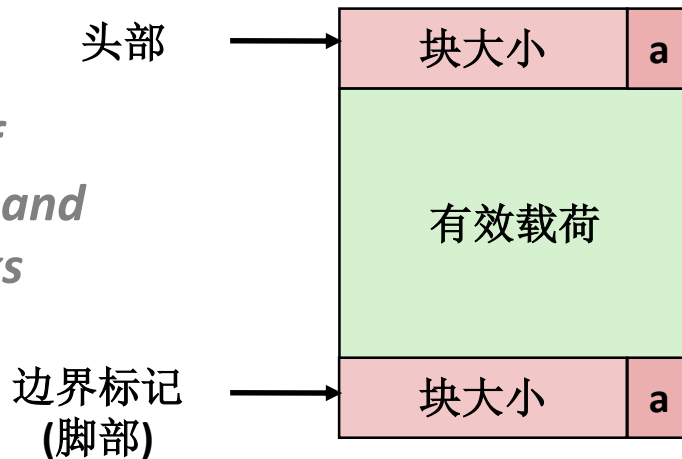 头部
块大小 a
and
有效载荷
边界标记
(脚部)
块大小 a